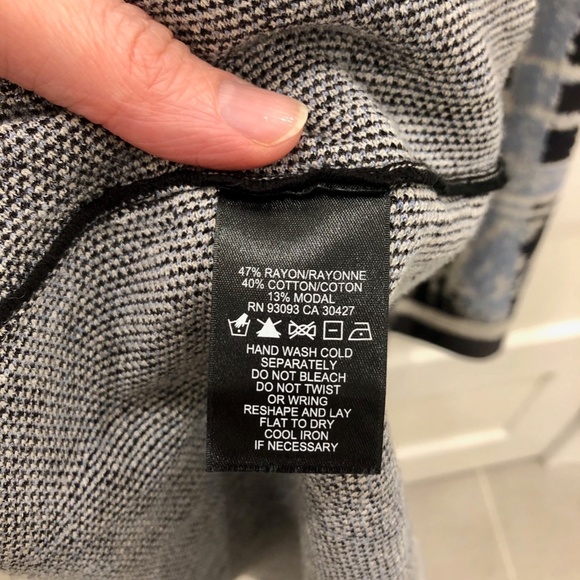 47% RAYON/RAYONNE
40% COTTON/COTON
13% MODAL
RN 93093 CA 30427
HAND WASH COLD
SEPARATELY
DO NOT BLEACH
DO NOT TWIST
OR WRING
RESHAPE AND LAY
FLAT TO DRY
COOL IRON
IF NECESSARY